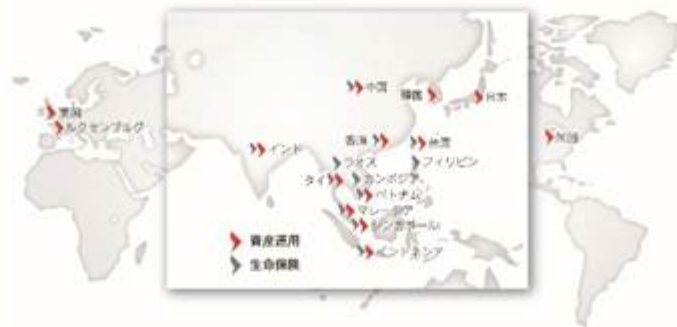 中国
韓国
日本
英国
ルクセンブルグ
米国
香港
台湾
インド
ラオス
フィリピン
タイ
カンボジア
ベトナム
マレーシア
シンガポール
インドネシア
資産運用
生命保険